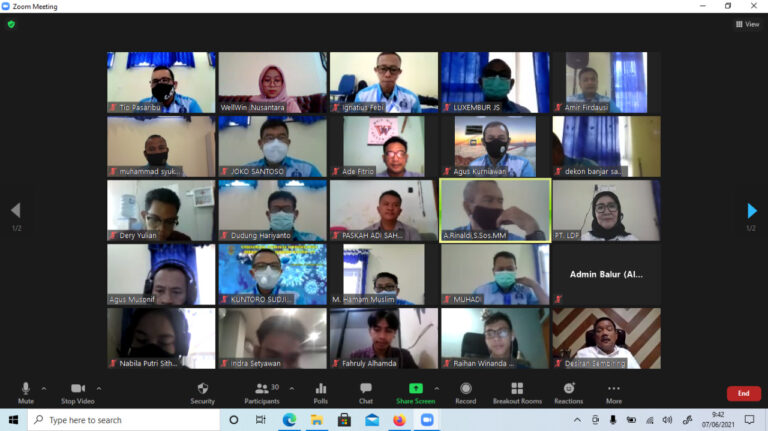 Zoom Meeting
View
Tio Pasaribu
WellWin ;Nusantara
Ignatius Febi
LUXEMBUR JS
Amir Firdausi
muhammad syuk...
JOKO SANTOSO
Ade Fitrio
Agus Kurniawan
dekon banjar sa...
Dery Yulian
Dudung Hariyanto
PASKAH ADI SAH...
A.Rinaldi,S.Sos.MM
PT. LDP
1/2
1/2
Agus Musonif
KUNTORO SUDJI...
M. Hamam Muslim
MUHADI
Admin Balur (Al...
Nabila Putri Sith...
Indra Setyawan
Fahruly Alhamda
Raihan Winanda ...
Desiran Sembiring
Mute
Stop Video
Security
30
Participants
Polls
Chat
Share Screen
Record
Breakout Rooms
Reactions
More
End
Type here to search
9:42
07/06/2021